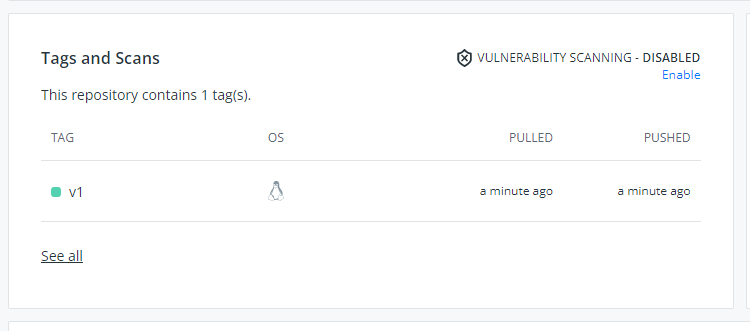 Tags and Scans
VULNERABILITY SCANNING - DISABLED
Enable
This repository contains 1 tag(s).
TAG OS PULLED PUSHED
v1 a minute ago a minute ago
See all